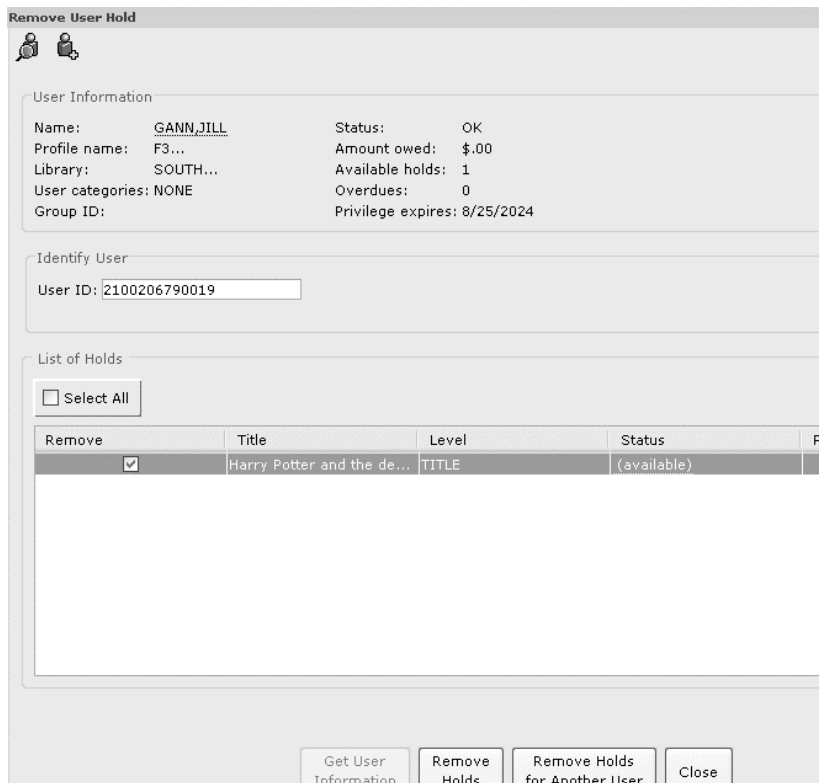 Remove User Hold
User Information
Name: GANN,JILL Status: OK
Profile name: F3... Amount owed: $.00
Library: SOUTH... Available holds: 1
User categories: NONE Overdues: 0
Group ID: Privilege expires: 8/25/2024
Identify User
User ID: 2100206790019
List of Holds
Select All
Remove Title Level Status
Harry Potter and the de... TITLE (available)
Get User Remove Remove Holds Close
Information Holds for Another User